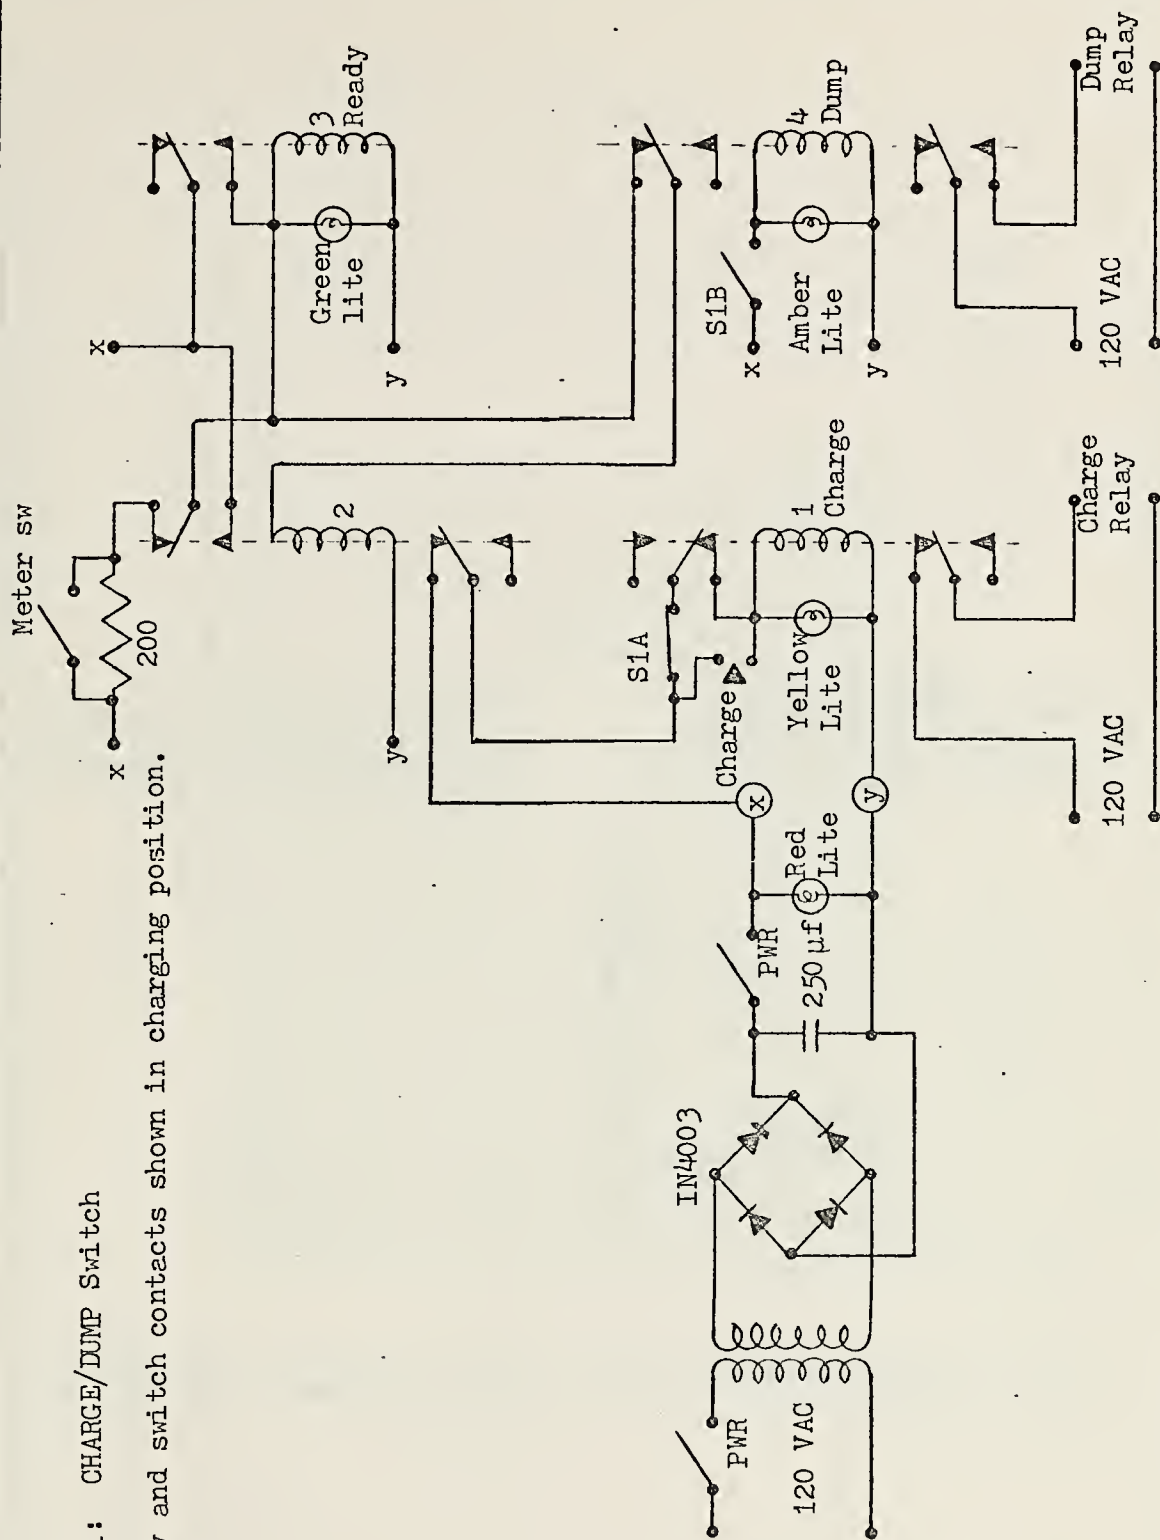 CHARGE/DUMP Switch
and switch contacts shown in charging position.
Meter sw
x
200
x
3
Ready
Green
lite
y
2
y
S1B
x
4
Dump
Amber
Lite
y
S1A
Charge
1
Charge
Yellow
Lite
x
y
Red
Lite
PWR
250 µf
IN4003
PWR
120 VAC
120 VAC
Charge
Relay
120 VAC
Dump
Relay